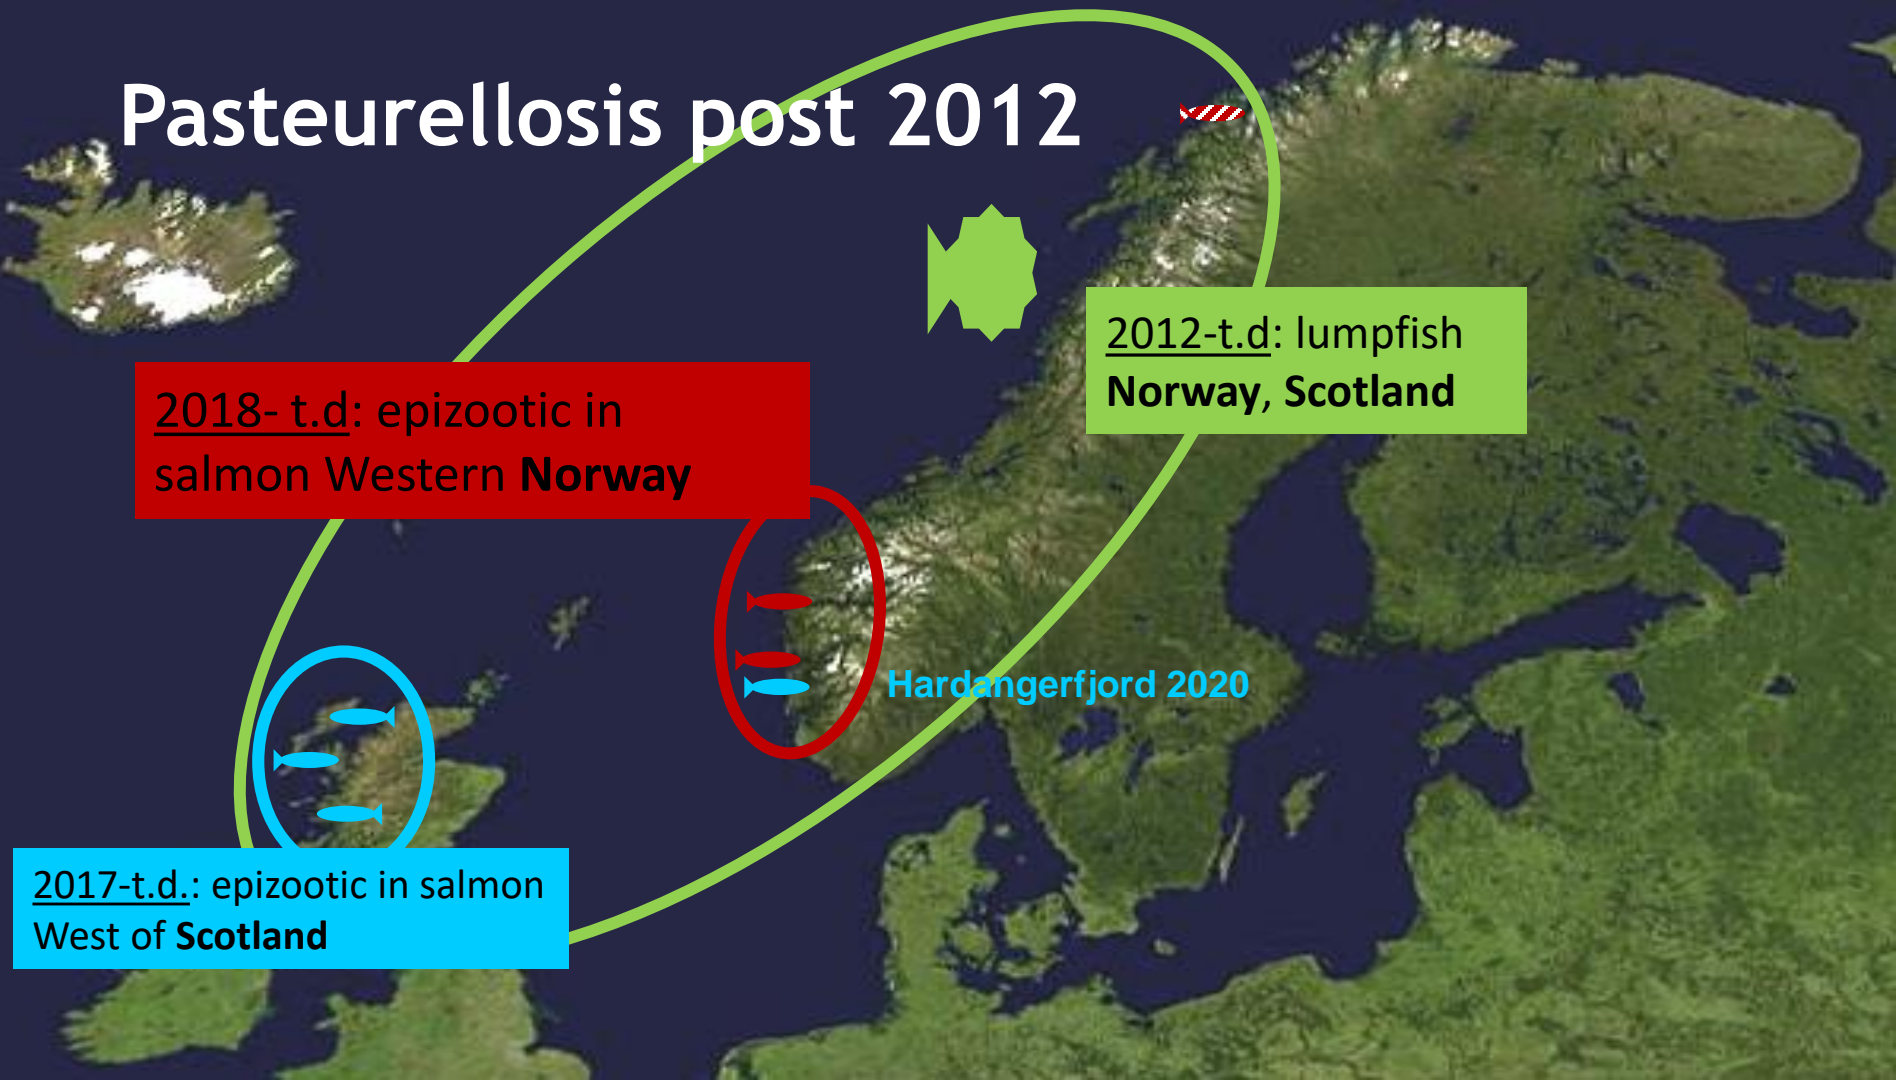 Pasteurellosis post 2012
2012-t.d: lumpfish
Norway, Scotland
2018- t.d: epizootic in
salmon Western Norway
Hardangerfjord 2020
2017-t.d.: epizootic in salmon
West of Scotland